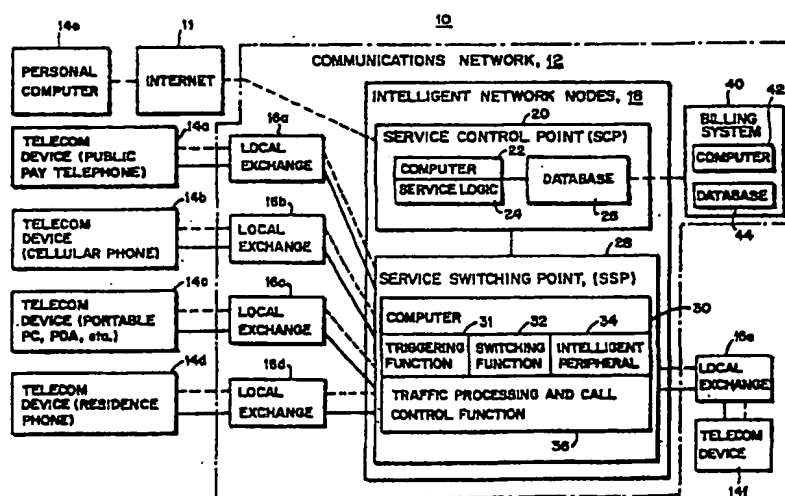 10
14e
11
PERSONAL
COMPUTER
INTERNET
COMMUNICATIONS NETWORK, 12
INTELLIGENT NETWORK NODES, 18
20
SERVICE CONTROL POINT (SCP)
22
COMPUTER
SERVICE LOGIC
24
DATABASE
26
40
BILLING
SYSTEM
42
COMPUTER
DATABASE
44
14a
TELECOM
DEVICE (PUBLIC
PAY TELEPHONE)
16a
LOCAL
EXCHANGE
14b
TELECOM
DEVICE
(CELLULAR PHONE)
16b
LOCAL
EXCHANGE
14c
TELECOM
DEVICE (PORTABLE
PC, PDA, etc.)
16c
LOCAL
EXCHANGE
14d
TELECOM
DEVICE (RESIDENCE
PHONE)
16d
LOCAL
EXCHANGE
28
SERVICE SWITCHING POINT, (SSP)
COMPUTER
31
32
34
30
TRIGGERING
FUNCTION
SWITCHING
FUNCTION
INTELLIGENT
PERIPHERAL
TRAFFIC PROCESSING AND CALL
CONTROL FUNCTION
36
16e
LOCAL
EXCHANGE
TELECOM
DEVICE
14f